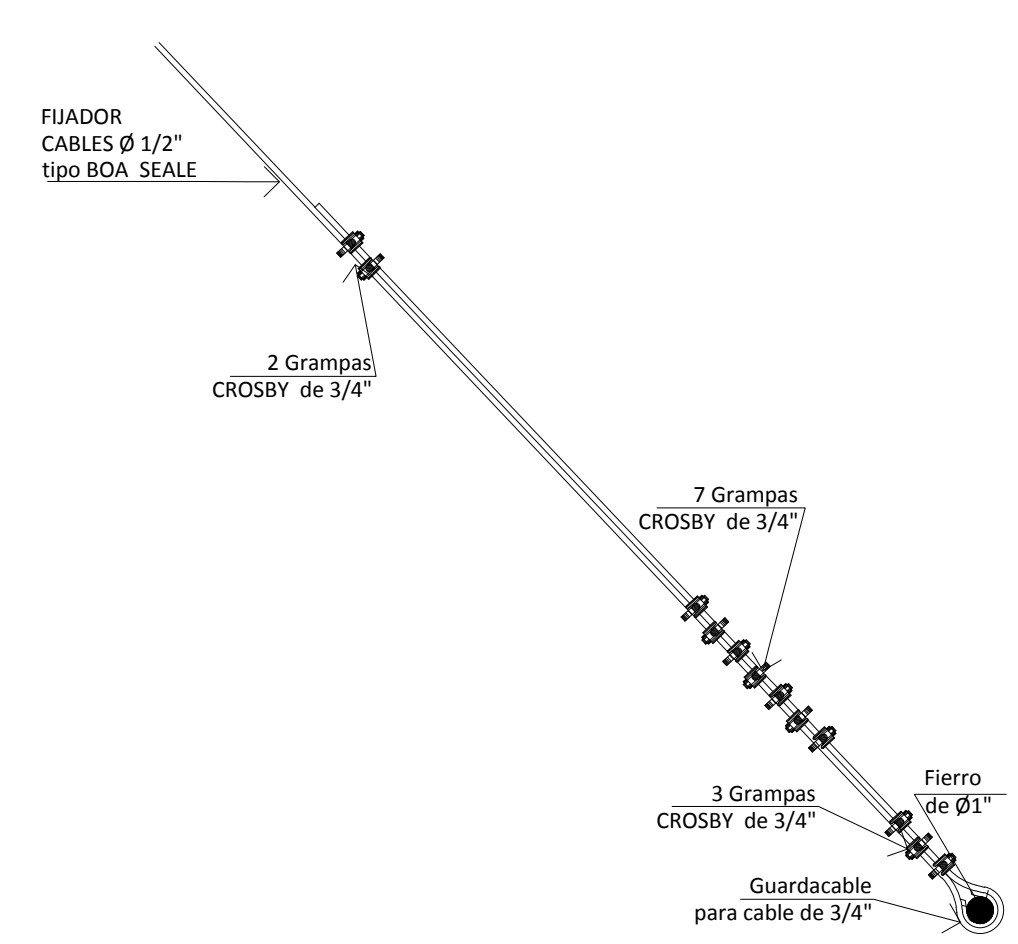 FIJADOR
CABLES Ø 1/2"
tipo BOA SEALE
2 Grampas
CROSBY de 3/4"
7 Grampas
CROSBY de 3/4"
3 Grampas
CROSBY de 3/4"
Fierro
de Ø1"
Guardacable
para cable de 3/4"